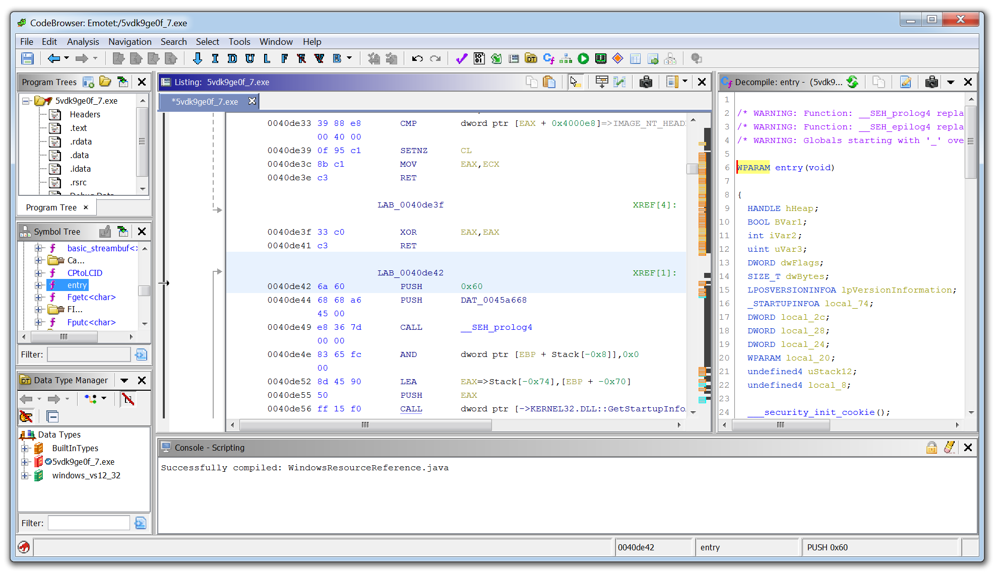 CodeBrowser: Emotet:/5vdk9ge0f_7.exe
File Edit Analysis Navigation Search Select Tools Window Help
I D U L F B
Program Trees
5vdk9ge0f_7.exe
Headers
.text
.rdata
.data
.idata
.rsrc
Program Tree
Symbol Tree
basic_streambuf<>
Ca...
CPtoLCID
entry
Fgetc<char>
FI...
Fputc<char>
Filter:
Data Type Manager
Data Types
BuiltInTypes
5vdk9ge0f_7.exe
windows_vs12_32
Filter:
Listing: 5vdk9ge0f_7.exe
*5vdk9ge0f_7.exe
0040de33 39 88 e8 CMP dword ptr [EAX + 0x4000e8]=>IMAGE_NT_HEAD
00 40 00
0040de39 0f 95 c1 SETNZ CL
0040de3c 8b c1 MOV EAX,ECX
0040de3e c3 RET
LAB_0040de3f XREF[4]:
0040de3f 33 c0 XOR EAX,EAX
0040de41 c3 RET
LAB_0040de42 XREF[1]:
0040de42 6a 60 PUSH 0x60
0040de44 68 68 a6 PUSH DAT_0045a668
45 00
0040de49 e8 36 7d CALL __SEH_prolog4
00 00
0040de4e 83 65 fc AND dword ptr [EBP + Stack[-0x8]],0x0
00
0040de52 8d 45 90 LEA EAX=>Stack[-0x74],[EBP + -0x70]
0040de55 50 PUSH EAX
0040de56 ff 15 f0 CALL dword ptr [->KERNEL32.DLL::GetStartupInfo
Decompile: entry - (5vdk9...
1
2 /* WARNING: Function: __SEH_prolog4 repla
3 /* WARNING: Function: __SEH_epilog4 repla
4 /* WARNING: Globals starting with '_' ove
5
6 WPARAM entry(void)
7
8 {
9 HANDLE hHeap;
10 BOOL BVar1;
11 int iVar2;
12 uint uVar3;
13 DWORD dwFlags;
14 SIZE_T dwBytes;
15 LPOSVERSIONINFOA lpVersionInformation;
16 _STARTUPINFOA local_74;
17 DWORD local_2c;
18 DWORD local_28;
19 DWORD local_24;
20 WPARAM local_20;
21 undefined4 uStack12;
22 undefined4 local_8;
23
24 ___security_init_cookie();
Console - Scripting
Successfully compiled: WindowsResourceReference.java
0040de42 entry PUSH 0x60